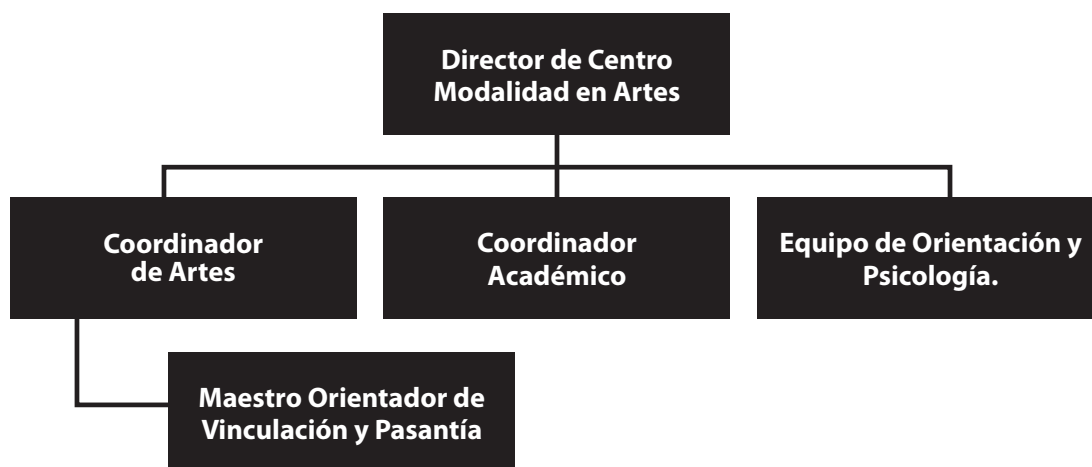 Director de Centro
Modalidad en Artes
Coordinador
de Artes
Coordinador
Académico
Equipo de Orientación y
Psicología.
Maestro Orientador de
Vinculación y Pasantía